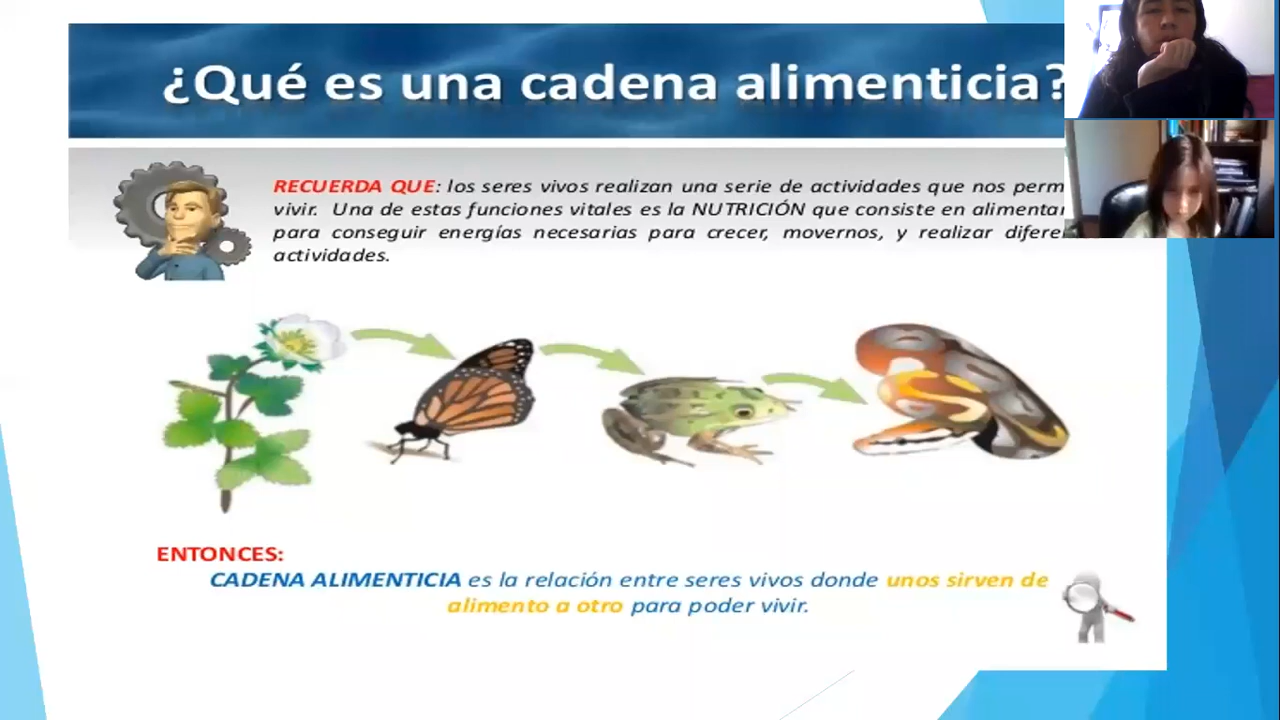 ¿Qué es una cadena alimenticia?
RECUERDA QUE: los seres vivos realizan una serie de actividades que nos perm
vivir. Una de estas funciones vitales es la NUTRICIÓN que consiste en alimentar
para conseguir energías necesarias para crecer, movernos, y realizar difere
actividades.
ENTONCES:
CADENA ALIMENTICIA es la relación entre seres vivos donde unos sirven de
alimento a otro para poder vivir.